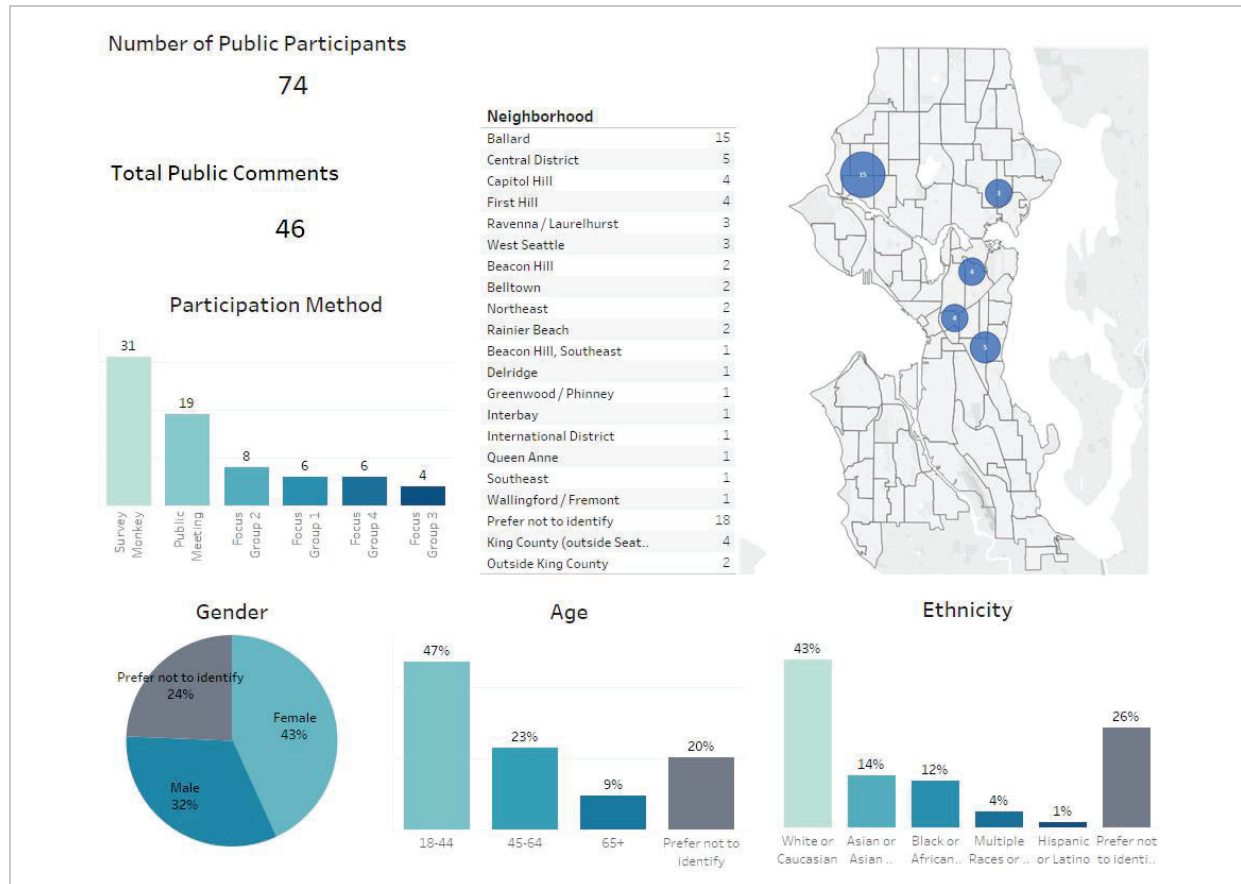 Number of Public Participants
74
Total Public Comments
46
Participation Method
31
19
8
6
6
4
Survey
Monkey
Public
Meeting
Focus
Group 2
Focus
Group 1
Focus
Group 4
Focus
Group 3
Neighborhood
Ballard 15
Central District 5
Capitol Hill 4
First Hill 4
Ravenna / Laurelhurst 3
West Seattle 3
Beacon Hill 2
Belltown 2
Northeast 2
Rainier Beach 2
Beacon Hill, Southeast 1
Delridge 1
Greenwood / Phinney 1
Interbay 1
International District 1
Queen Anne 1
Southeast 1
Wallingford / Fremont 1
Prefer not to identify 18
King County (outside Seat.. 4
Outside King County 2
15
3
4
4
5
Gender
Prefer not to identify
24%
Female
43%
Male
32%
Age
47%
23%
9%
20%
18-44
45-64
65+
Prefer not to
identify
Ethnicity
43%
14%
12%
4%
1%
26%
White or
Caucasian
Asian or
Asian ..
Black or
African..
Multiple
Races or ..
Hispanic
or Latino
Prefer not
to identi..